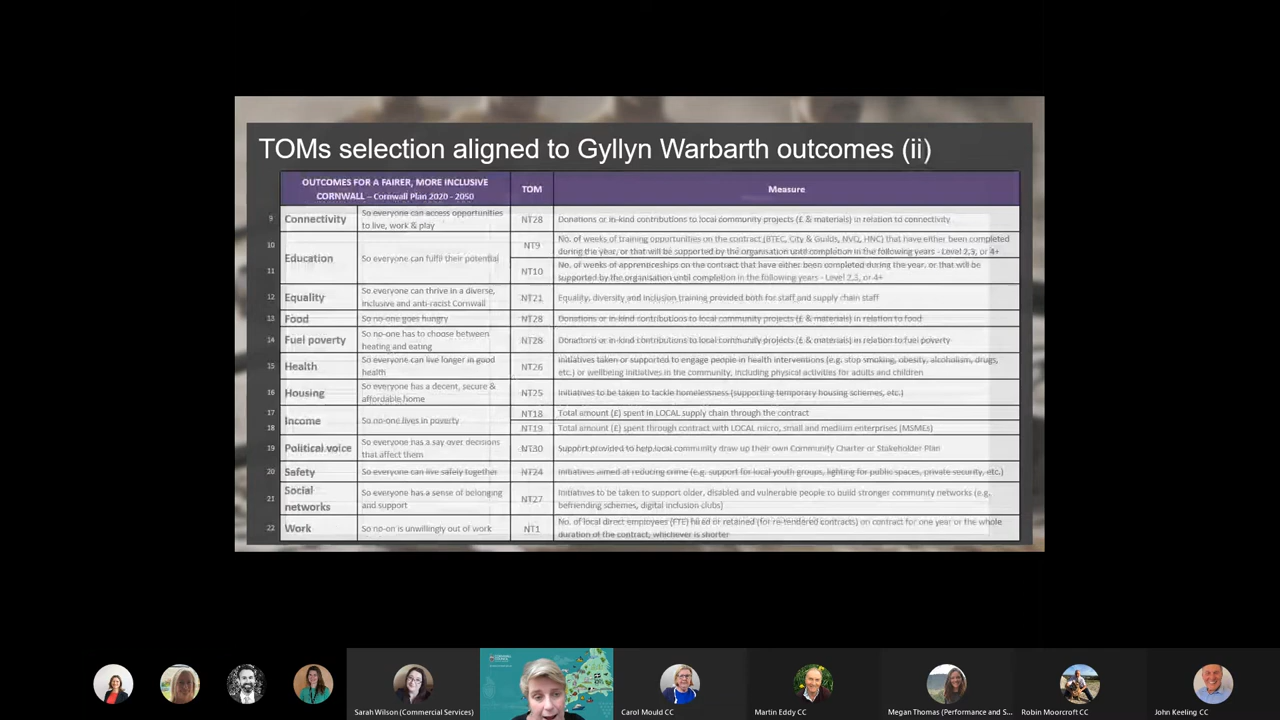 TOMs selection aligned to Gyllyn Warbarth outcomes (ii)
OUTCOMES FOR A FAIRER, MORE INCLUSIVE
CORNWALL – Cornwall Plan 2020 - 2050
TOM
Measure
9 Connectivity
So everyone can access opportunities
to live, work & play
NT28
Donations or in-kind contributions to local community projects (£ & materials) in relation to connectivity
10
11
Education
So everyone can fulfil their potential
NT9
No. of weeks of training opportunities on the contract (BTEC, City & Guilds, NVQ, HNC) that have either been completed
during the year, or that will be supported by the organisation until completion in the following years - Level 2,3, or 4+
NT10
No. of weeks of apprenticeships on the contract that have either been completed during the year, or that will be
supported by the organisation until completion in the following years - Level 2,3, or 4+
12 Equality
So everyone can thrive in a diverse,
inclusive and anti-racist Cornwall
NT21
Equality, diversity and inclusion training provided both for staff and supply chain staff
13 Food
So no-one goes hungry
NT28
Donations or in-kind contributions to local community projects (£ & materials) in relation to food
14 Fuel poverty
So no-one has to choose between
heating and eating
NT28
Donations or in-kind contributions to local community projects (£ & materials) in relation to fuel poverty
15 Health
So everyone can live longer in good
health
NT26
Initiatives taken or supported to engage people in health interventions (e.g. stop smoking, obesity, alcoholism, drugs,
etc.) or wellbeing initiatives in the community, including physical activities for adults and children
16 Housing
So everyone has a decent, secure &
affordable home
NT25
Initiatives to be taken to tackle homelessness (supporting temporary housing schemes, etc.)
17
18
Income
So no-one lives in poverty
NT18
Total amount (£) spent in LOCAL supply chain through the contract
NT19
Total amount (£) spent through contract with LOCAL micro, small and medium enterprises (MSMEs)
19 Political voice
So everyone has a say over decisions
that affect them
NT30
Support provided to help local community draw up their own Community Charter or Stakeholder Plan
20 Safety
So everyone can live safely together
NT24
Initiatives aimed at reducing crime (e.g. support for local youth groups, lighting for public spaces, private security, etc.)
21 Social
networks
So everyone has a sense of belonging
and support
NT27
Initiatives to be taken to support older, disabled and vulnerable people to build stronger community networks (e.g.
befriending schemes, digital inclusion clubs)
22 Work
So no-on is unwillingly out of work
NT1
No. of local direct employees (FTE) hired or retained (for re-tendered contracts) on contract for one year or the whole
duration of the contract, whichever is shorter
Sarah Wilson (Commercial Services)
Carol Mould CC
Martin Eddy CC
Megan Thomas (Performance and S...
Robin Moorcroft CC
John Keeling CC